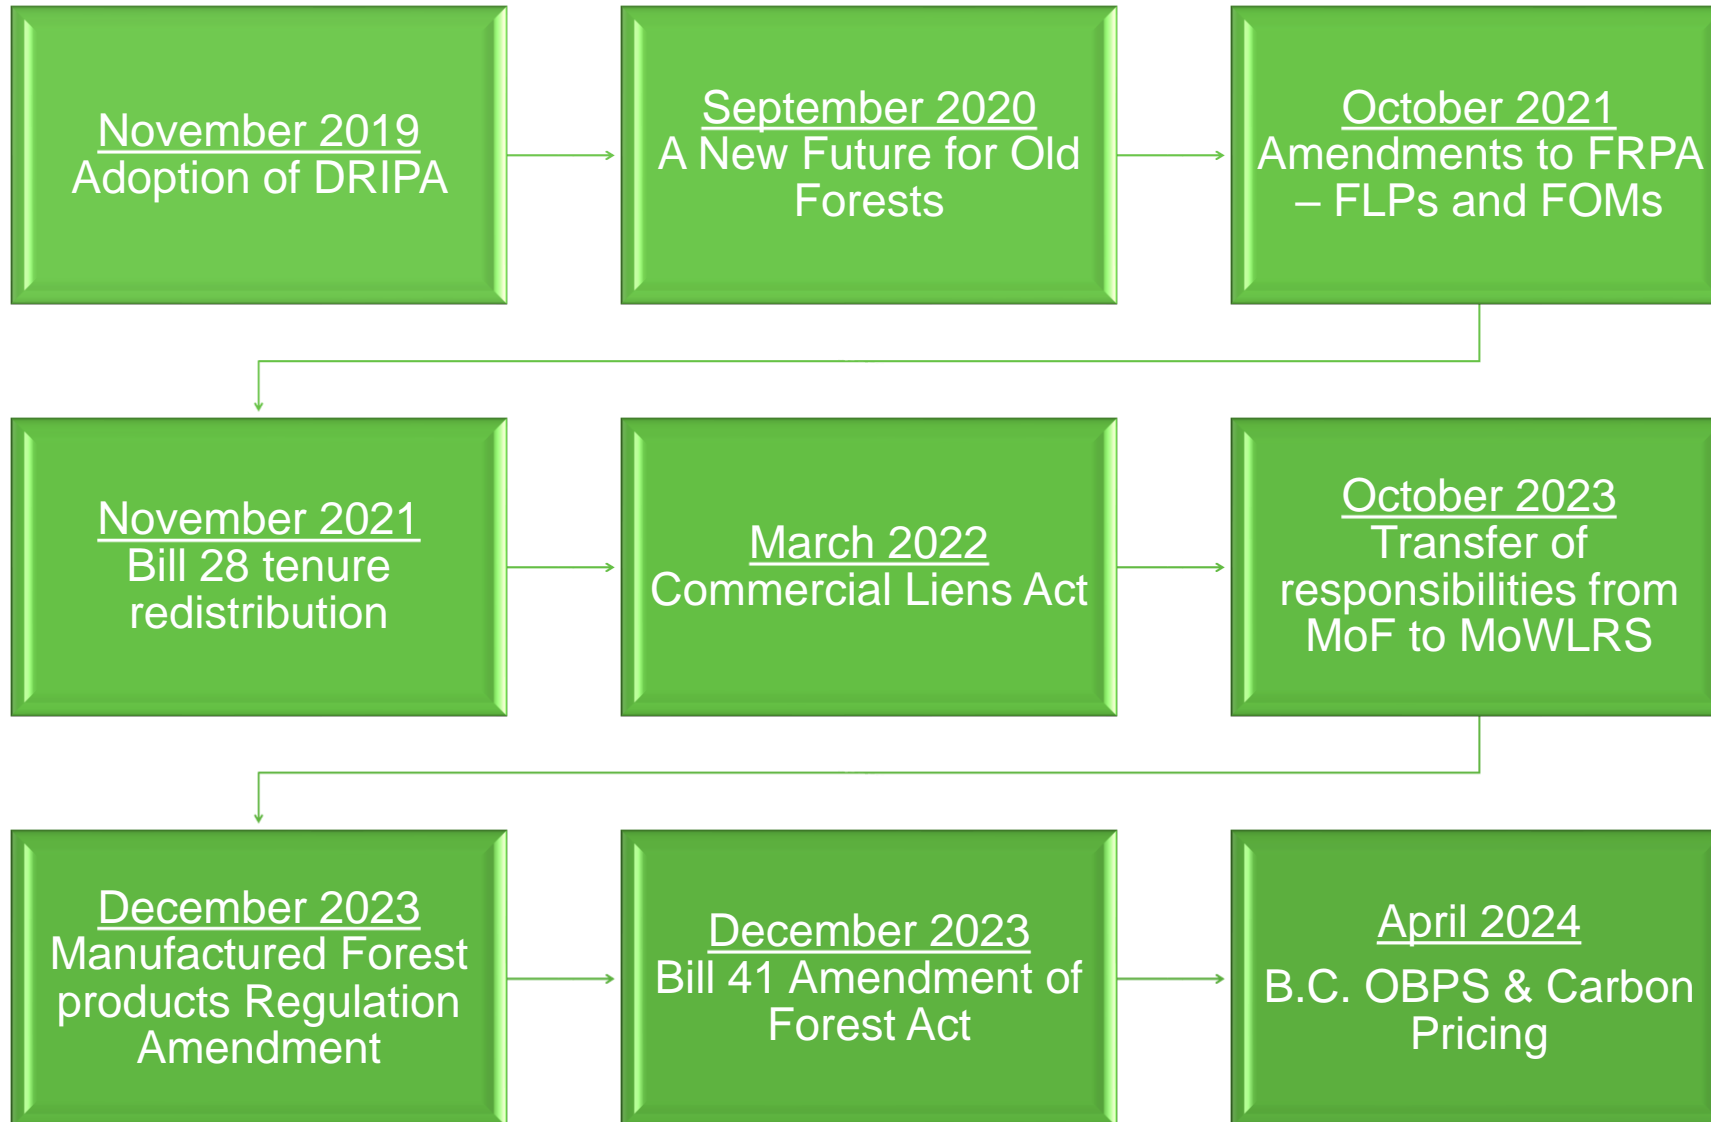 November 2019
Adoption of DRIPA
September 2020
A New Future for Old
Forests
October 2021
Amendments to FRPA
– FLPs and FOMs
November 2021
Bill 28 tenure
redistribution
March 2022
Commercial Liens Act
October 2023
Transfer of
responsibilities from
MoF to MoWLRS
December 2023
Manufactured Forest
products Regulation
Amendment
December 2023
Bill 41 Amendment of
Forest Act
April 2024
B.C. OBPS & Carbon
Pricing